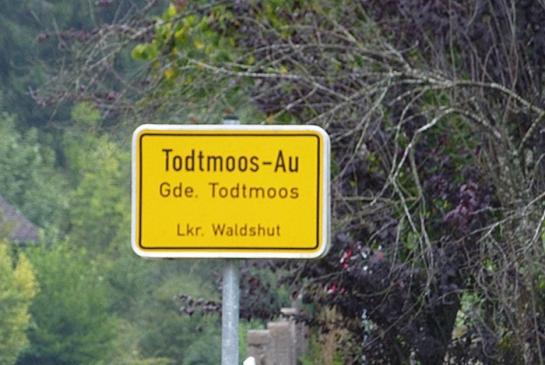 Todtmoos-Au
Gde. Todtmoos
Lkr. Waldshut